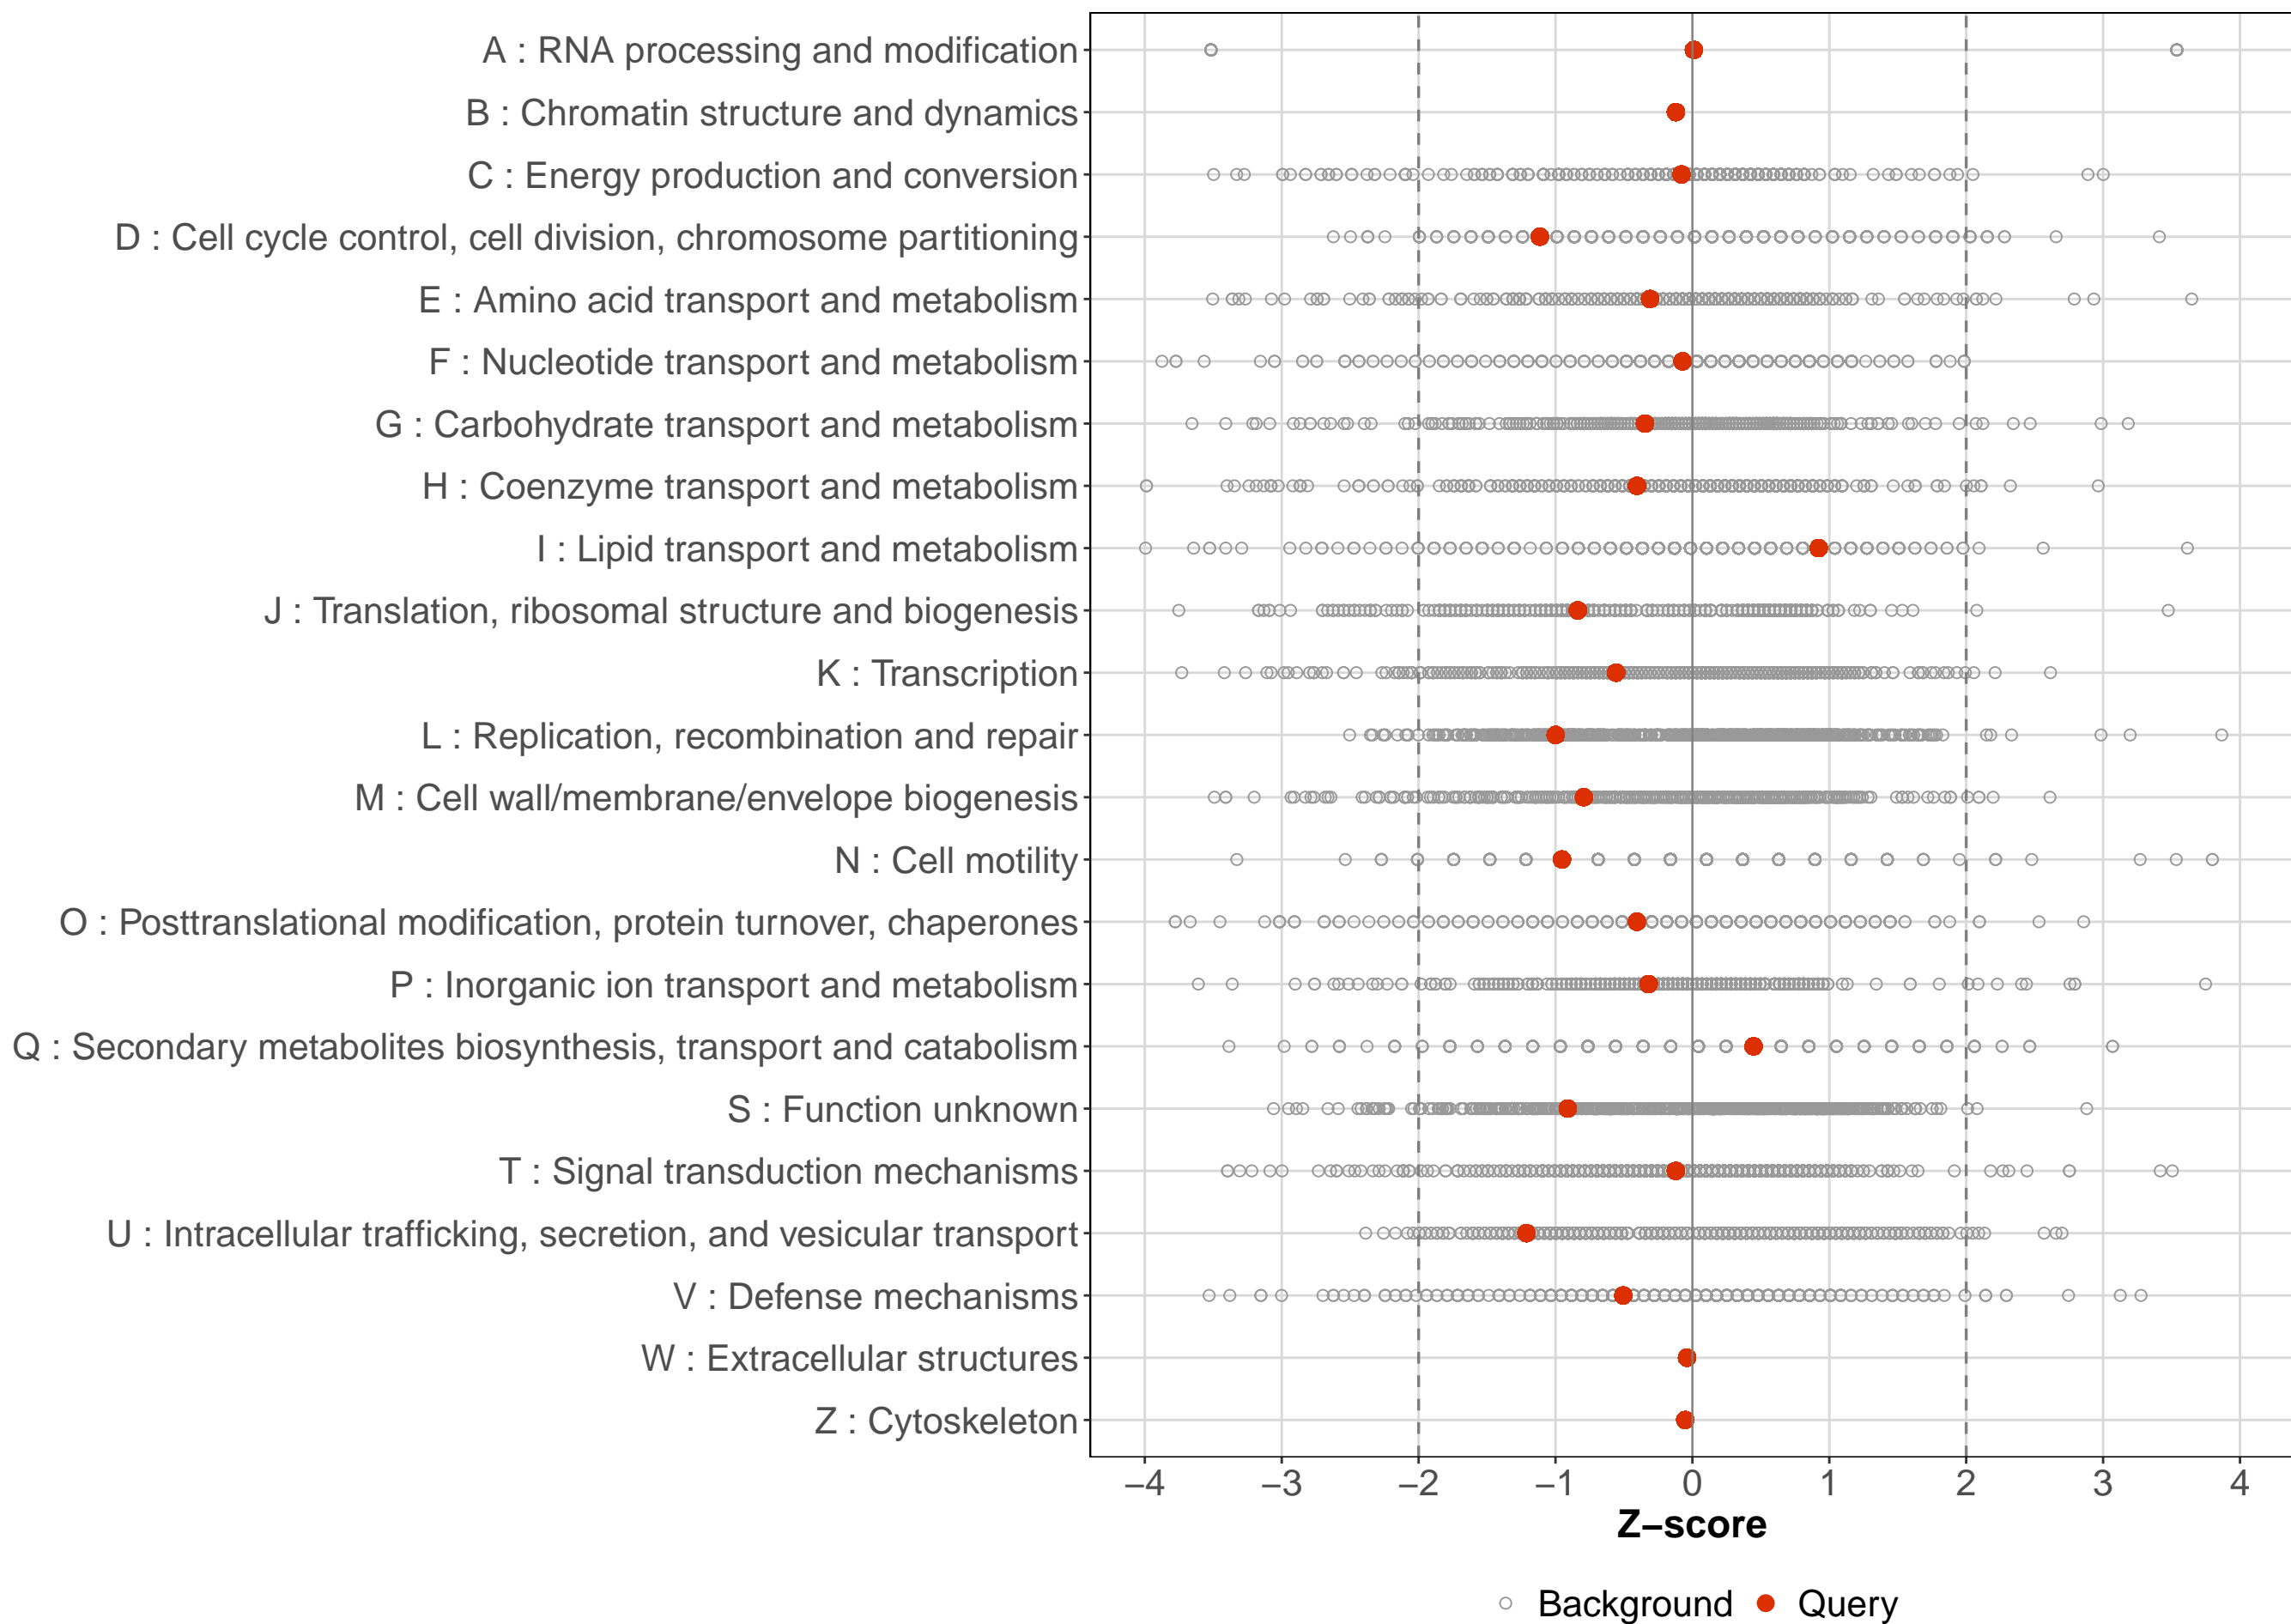 A : RNA processing and modification
B : Chromatin structure and dynamics
C : Energy production and conversion
D : Cell cycle control, cell division, chromosome partitioning
E : Amino acid transport and metabolism
F : Nucleotide transport and metabolism
G : Carbohydrate transport and metabolism
H : Coenzyme transport and metabolism
I : Lipid transport and metabolism
J : Translation, ribosomal structure and biogenesis
K : Transcription
L : Replication, recombination and repair
M : Cell wall/membrane/envelope biogenesis
N : Cell motility
O : Posttranslational modification, protein turnover, chaperones
P : Inorganic ion transport and metabolism
Q : Secondary metabolites biosynthesis, transport and catabolism
S : Function unknown
T : Signal transduction mechanisms
U : Intracellular trafficking, secretion, and vesicular transport
V : Defense mechanisms
W : Extracellular structures
Z : Cytoskeleton
−4 −3 −2 −1 0 1 2 3 4
Z−score
Background Query